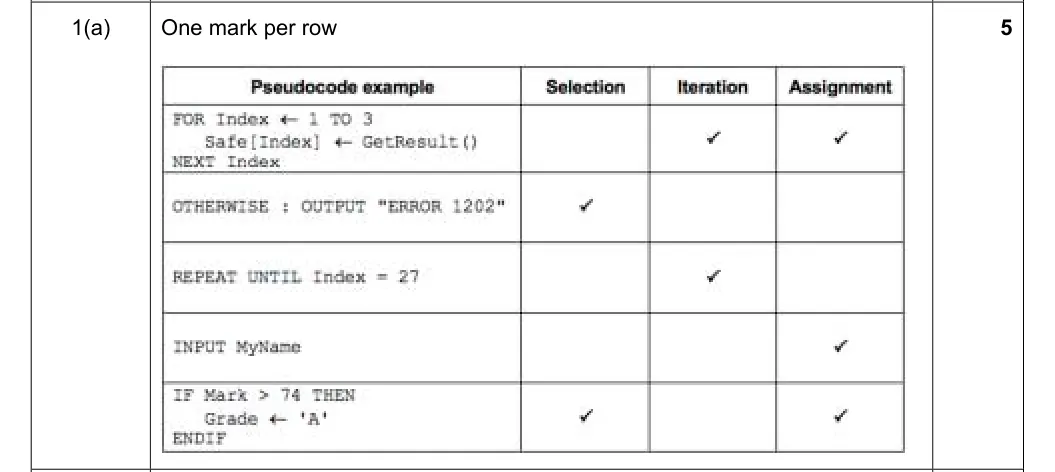 1(a) One mark per row 5
Pseudocode example Selection Iteration Assignment
FOR Index ← 1 TO 3
Safe[Index] ← GetResult() ✓ ✓
NEXT Index
OTHERWISE : OUTPUT "ERROR 1202" ✓
REPEAT UNTIL Index = 27 ✓
INPUT MyName ✓
IF Mark > 74 THEN
Grade ← 'A' ✓ ✓
ENDIF